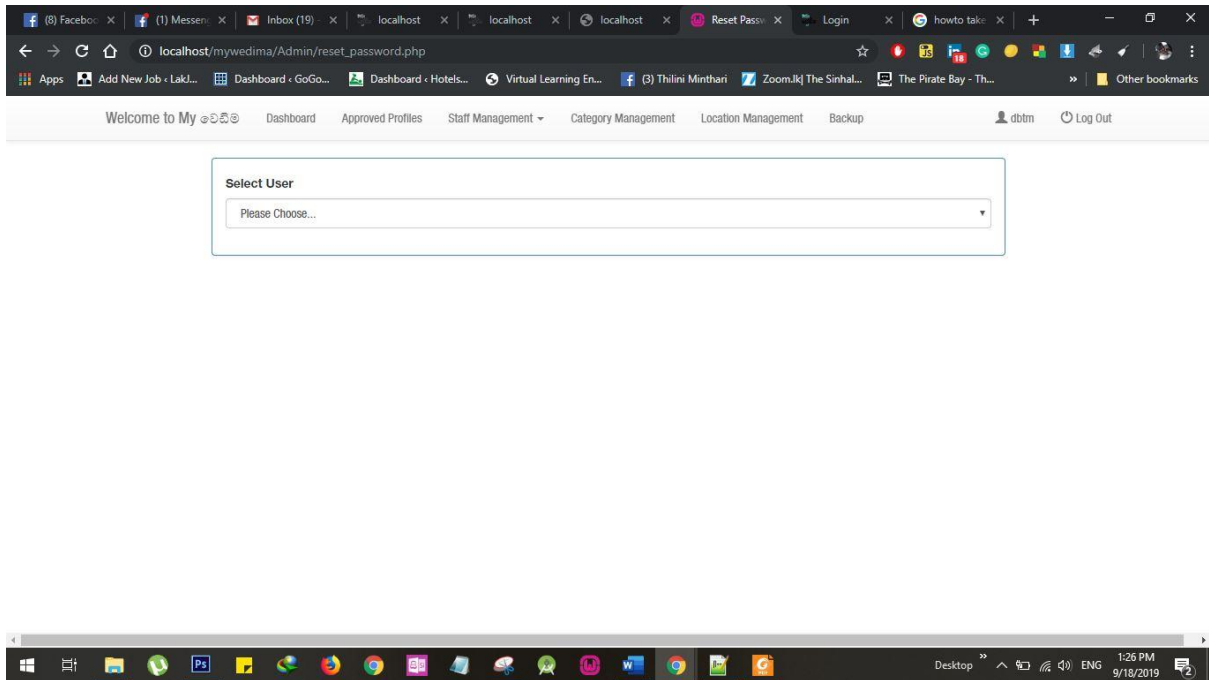 (8) Faceboo
(1) Messeng
Inbox (19) -
localhost
localhost
localhost
Reset Passw
Login
howto take
localhost/mywedima/Admin/reset_password.php
Apps
Add New Job ‹ LakJ...
Dashboard ‹ GoGo...
Dashboard ‹ Hotels...
Virtual Learning En...
(3) Thilini Minthari
Zoom.lk| The Sinhal...
The Pirate Bay - Th...
»
Other bookmarks
Welcome to My වෙඩිම
Dashboard
Approved Profiles
Staff Management
Category Management
Location Management
Backup
dbtm
Log Out
Select User
Please Choose...
Desktop
»
ENG
1:26 PM
9/18/2019